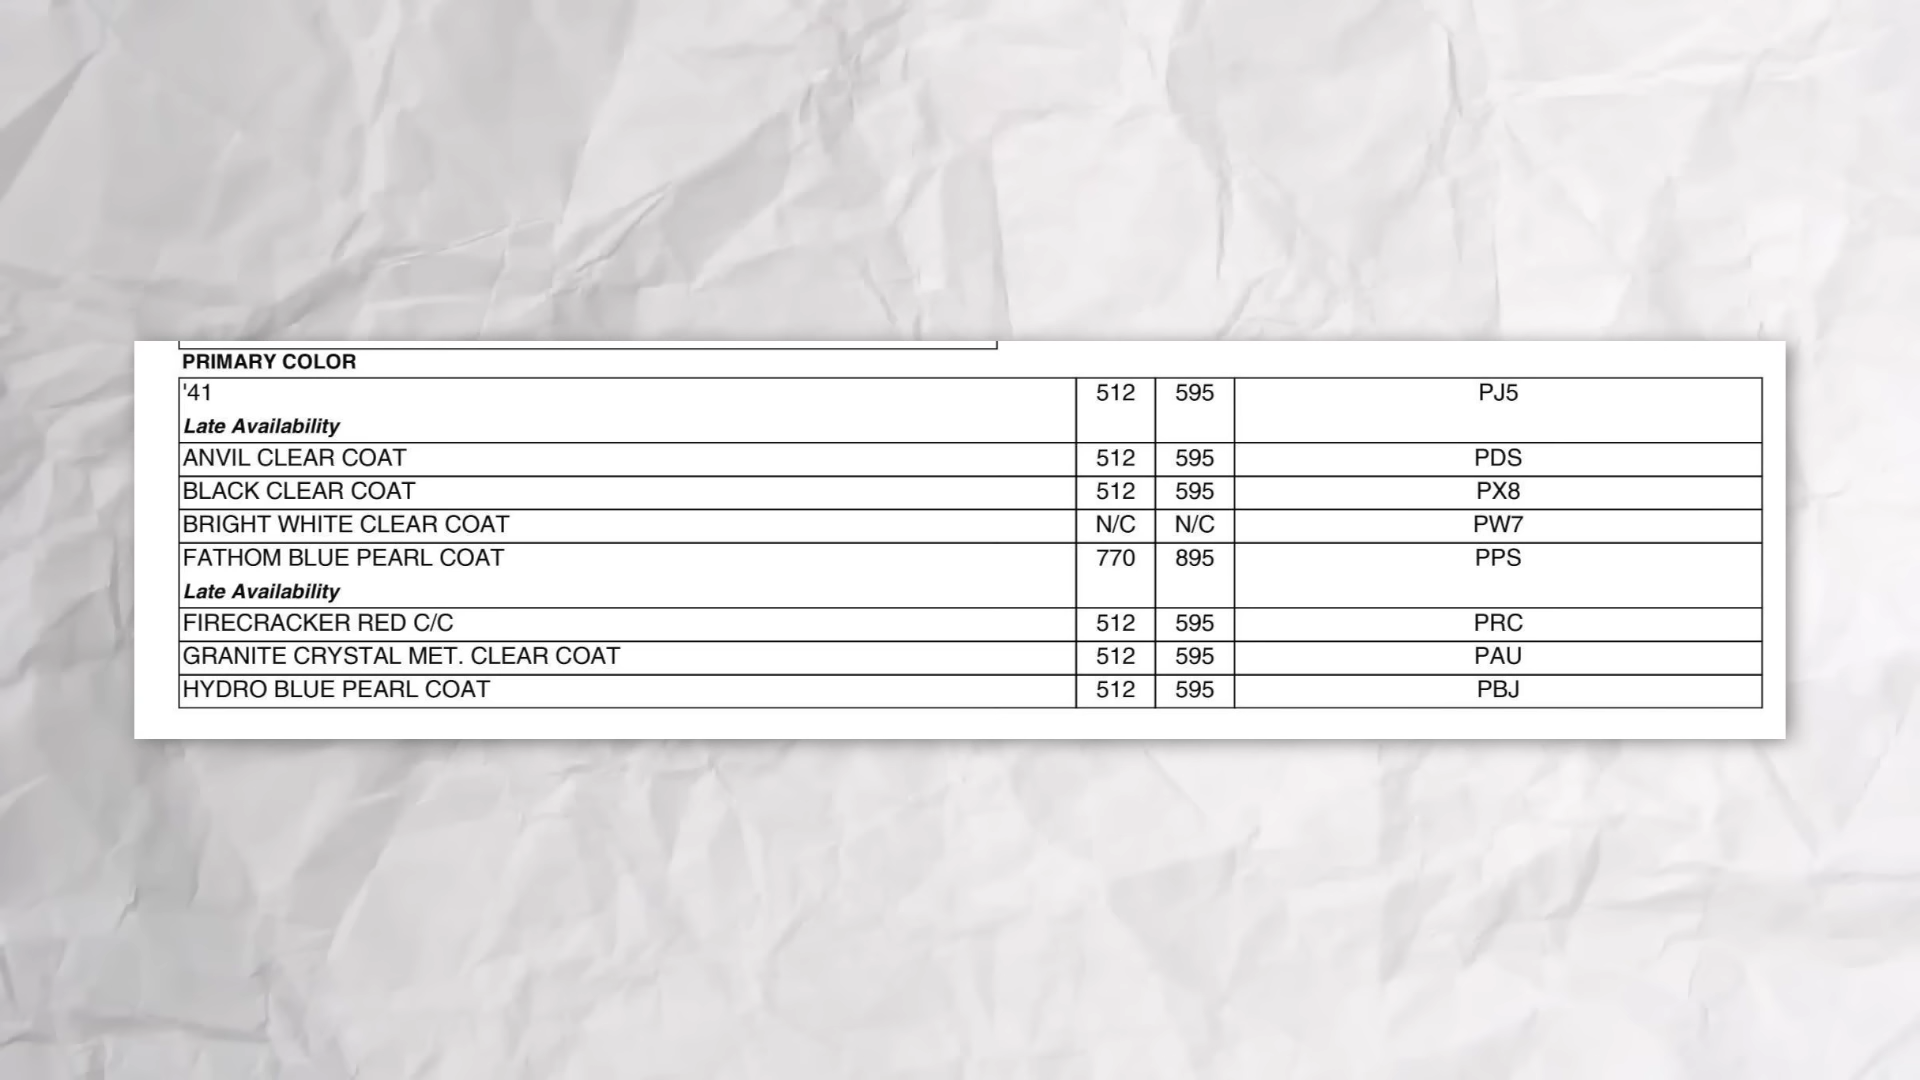 PRIMARY COLOR
'41 512 595 PJ5
Late Availability
ANVIL CLEAR COAT 512 595 PDS
BLACK CLEAR COAT 512 595 PX8
BRIGHT WHITE CLEAR COAT N/C N/C PW7
FATHOM BLUE PEARL COAT 770 895 PPS
Late Availability
FIRECRACKER RED C/C 512 595 PRC
GRANITE CRYSTAL MET. CLEAR COAT 512 595 PAU
HYDRO BLUE PEARL COAT 512 595 PBJ